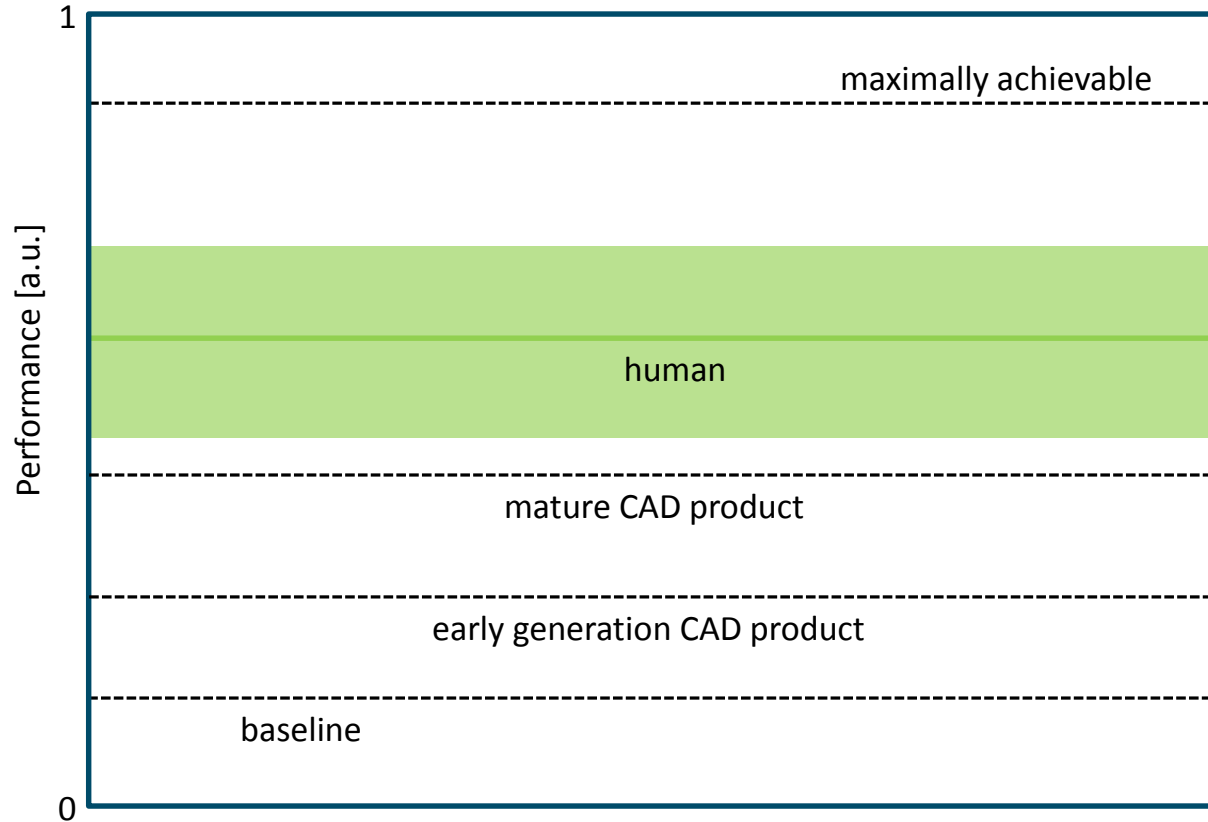 1
maximally achievable
Performance [a.u.]
human
mature CAD product
early generation CAD product
baseline
0